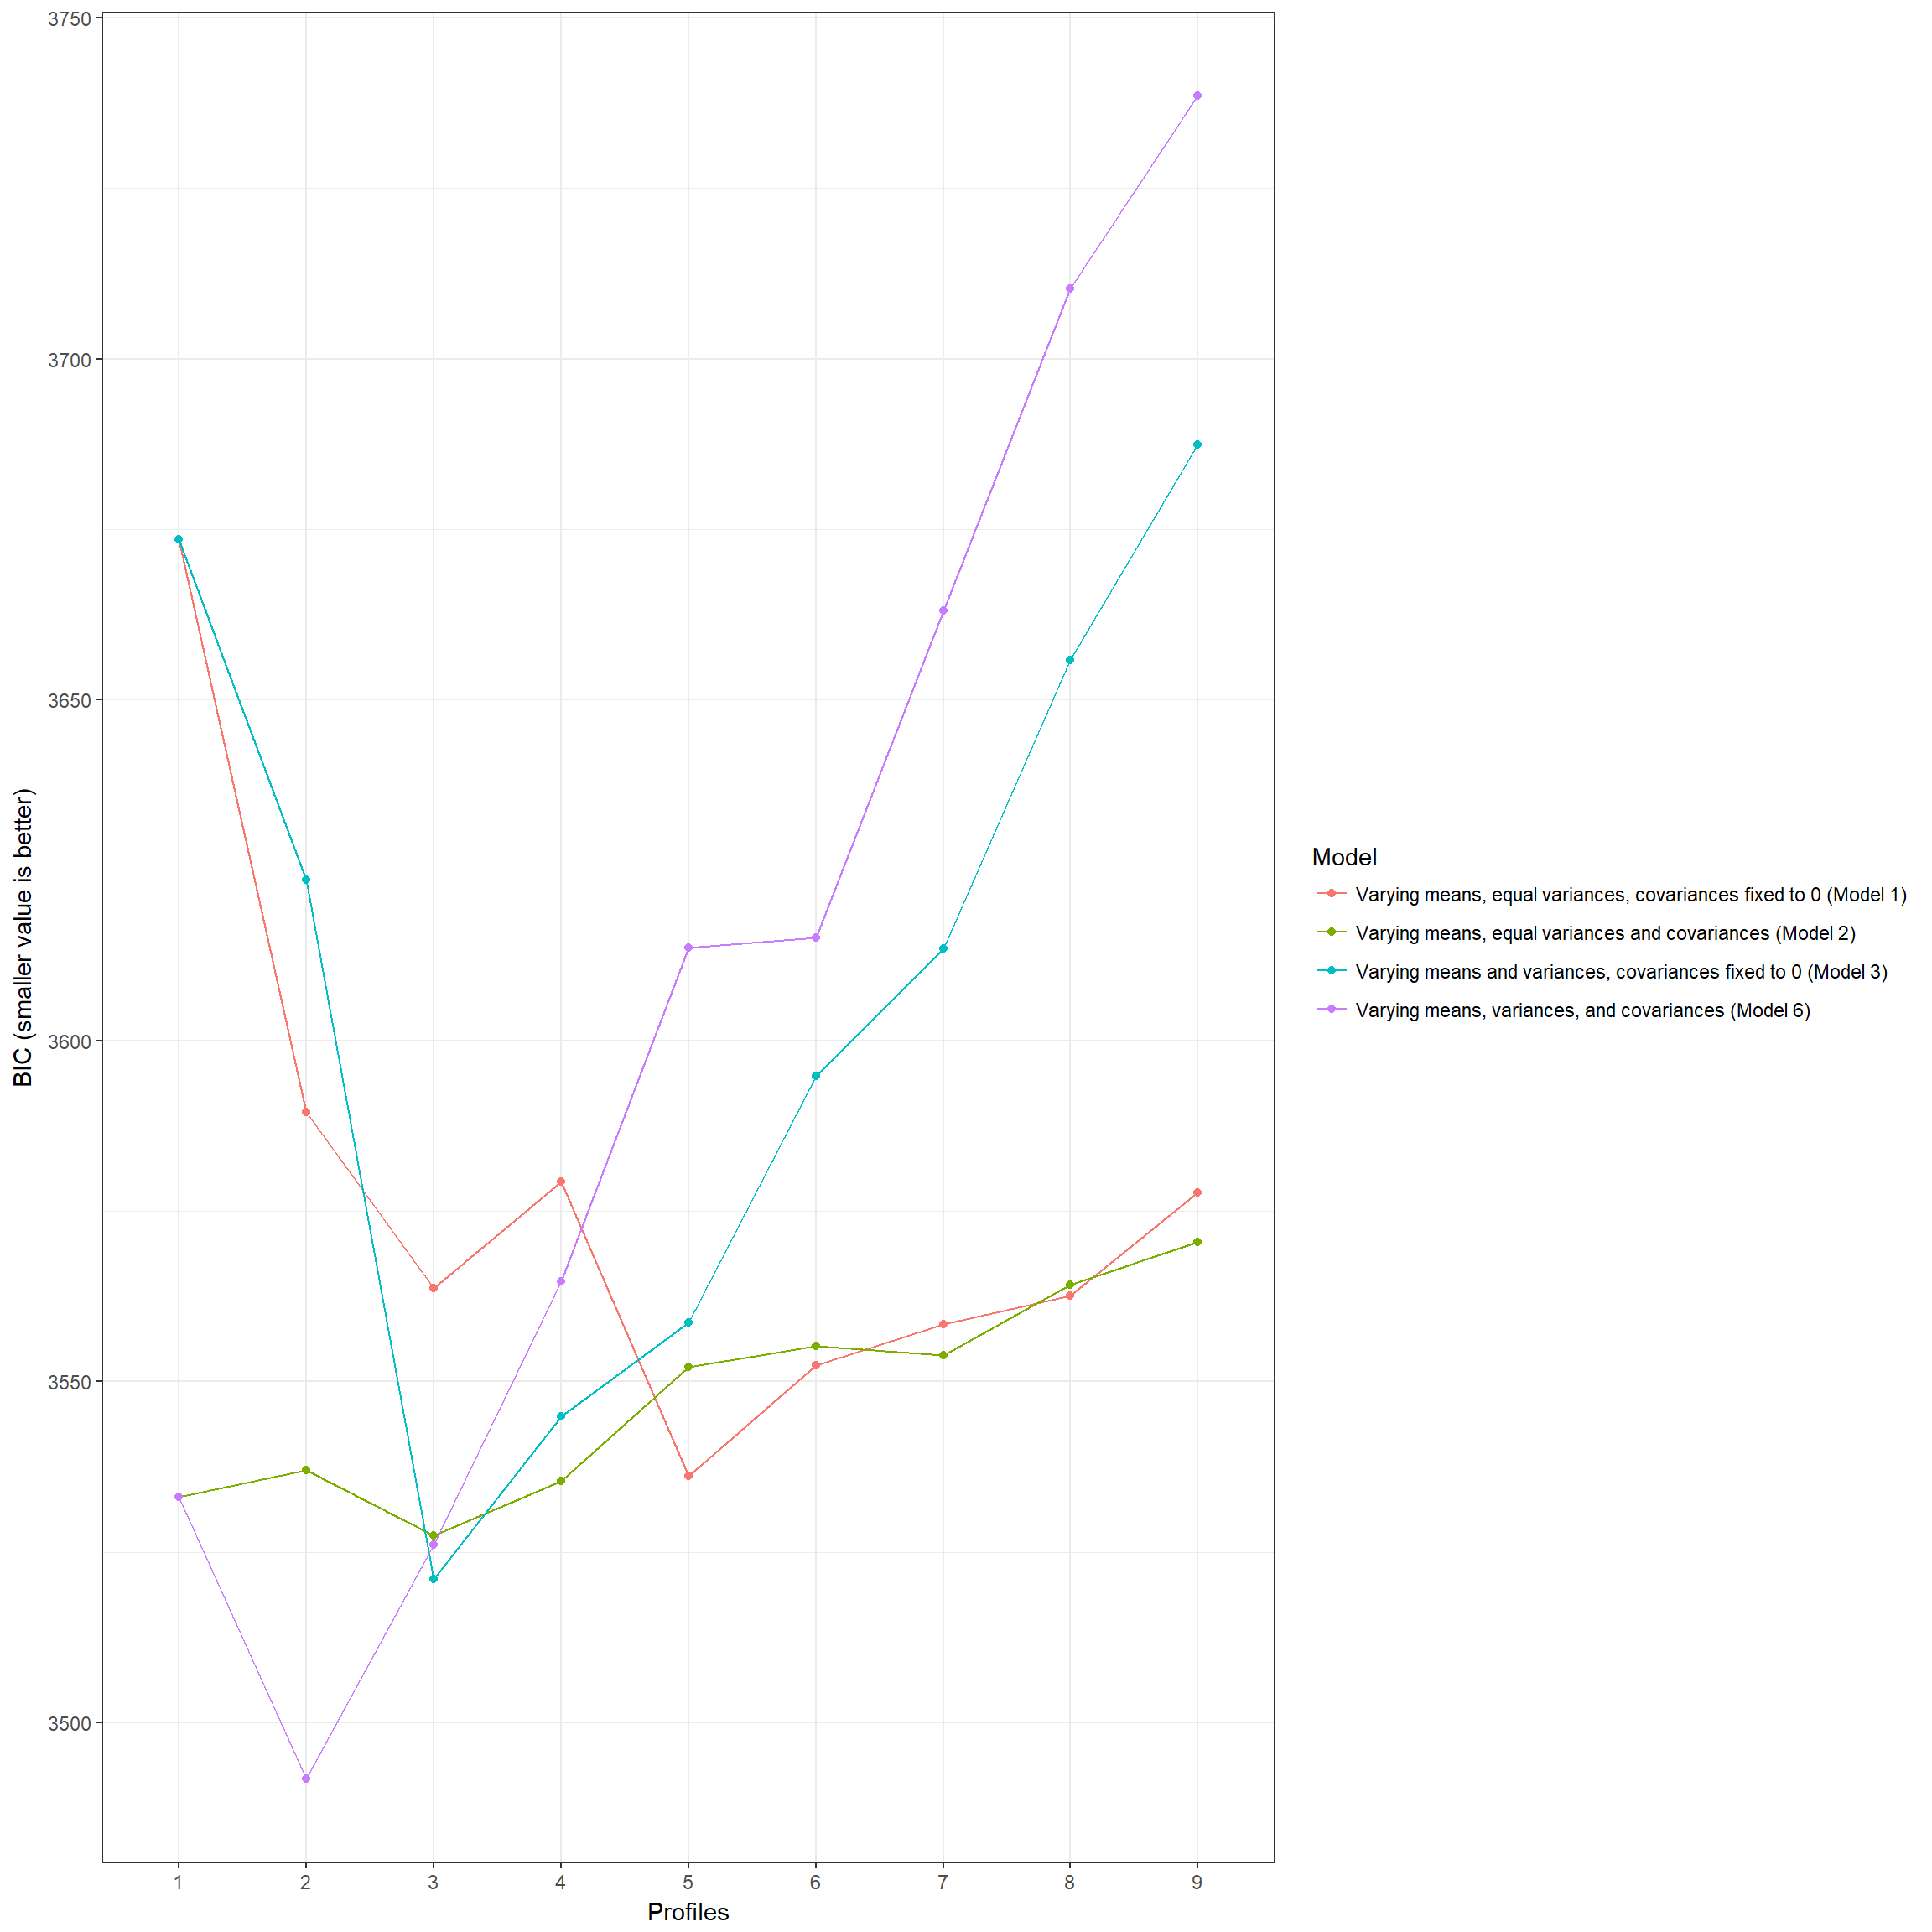 BIC (smaller value is better)
3750
3700
3650
3600
3550
3500
1 2 3 4 5 6 7 8 9
Profiles
Model
Varying means, equal variances, covariances fixed to 0 (Model 1)
Varying means, equal variances and covariances (Model 2)
Varying means and variances, covariances fixed to 0 (Model 3)
Varying means, variances, and covariances (Model 6)